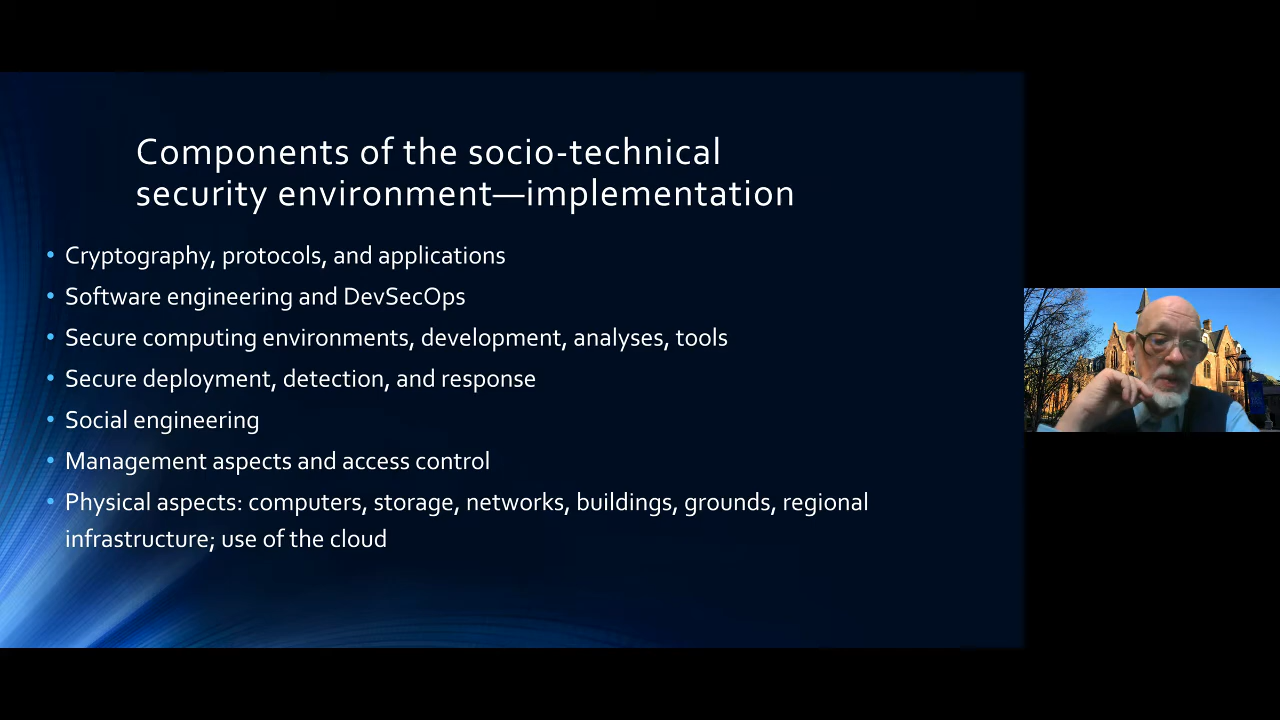 Components of the socio-technical
security environment—implementation
• Cryptography, protocols, and applications
• Software engineering and DevSecOps
• Secure computing environments, development, analyses, tools
• Secure deployment, detection, and response
• Social engineering
• Management aspects and access control
• Physical aspects: computers, storage, networks, buildings, grounds, regional
infrastructure; use of the cloud